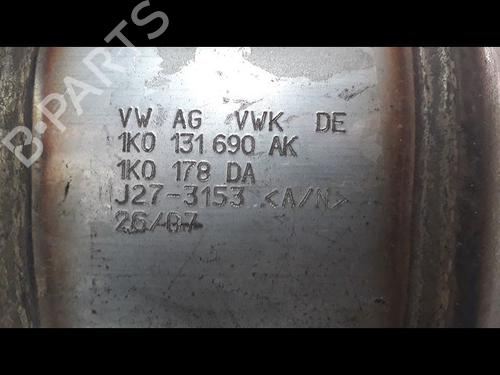 B-PARTS
VW AG VWK DE
1K0 131 690 AK
1K0 178 DA
J27-3153 <A/N>
26/07